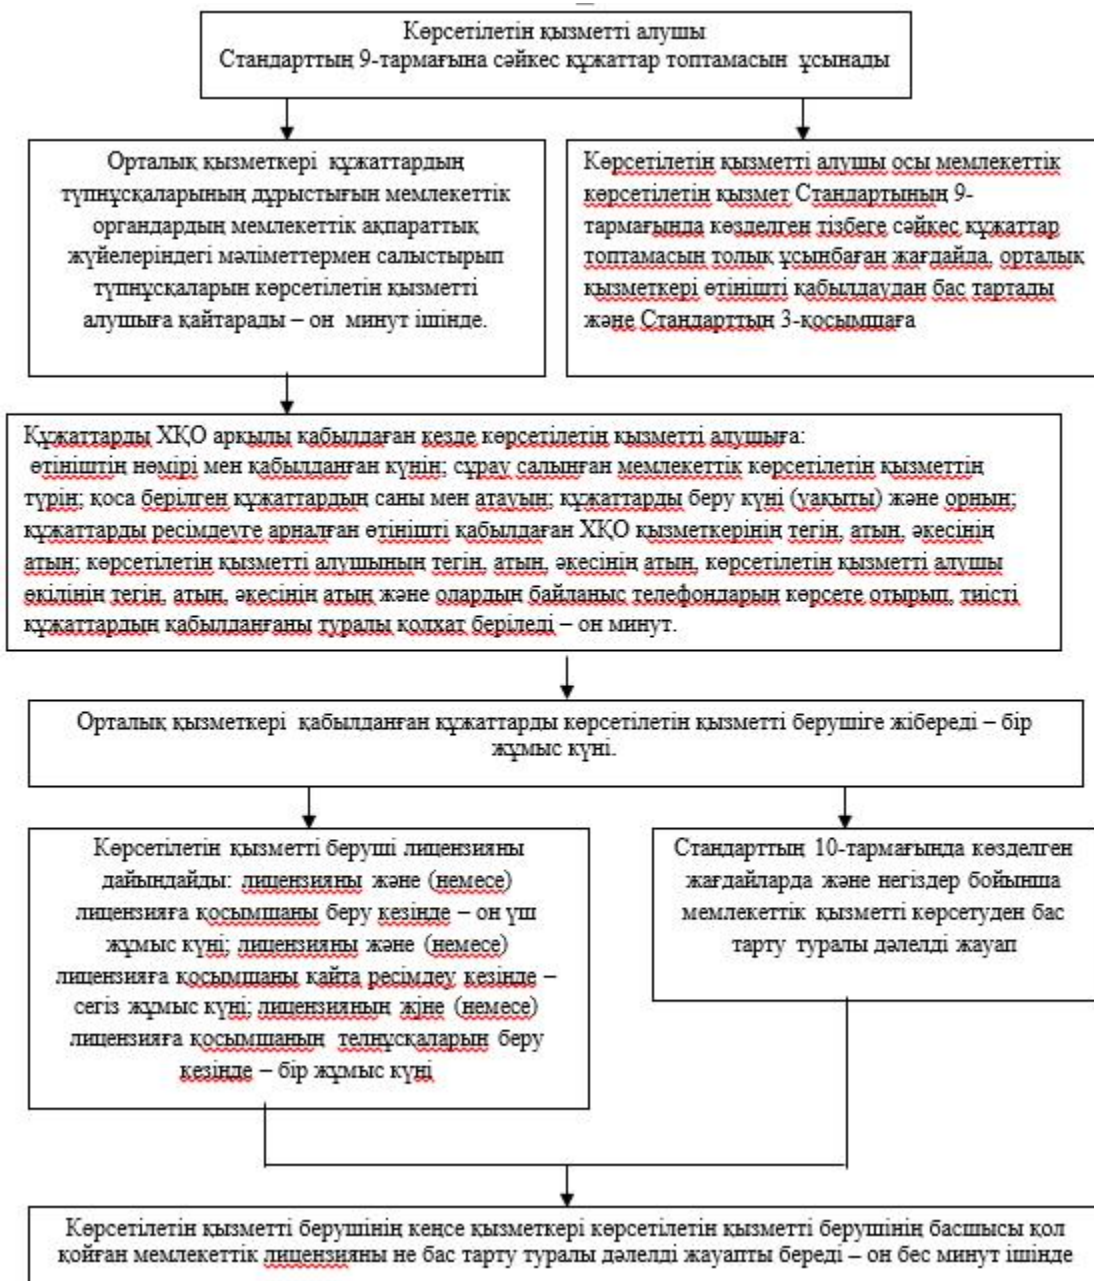 Көрсетілетін қызметті алушы
Стандарттың 9-тармағына сәйкес құжаттар топтамасын ұсынады
Орталық қызметкері құжаттардың
түпнұсқаларының дұрыстығын мемлекеттік
органдардың мемлекеттік ақпараттық
жүйелеріндегі мәліметтермен салыстырып
түпнұсқаларын көрсетілетін қызметті
алушыға қайтарады – он минут ішінде.
Көрсетілетін қызметті алушы осы мемлекеттік
көрсетілетін қызмет Стандартының 9-
тармағында көзделген тізбеге сәйкес құжаттар
топтамасын толық ұсынбаған жағдайда, орталық
қызметкері өтінішті қабылдаудан бас тартады
және Стандарттың 3-қосымшаға
Құжаттарды ХҚО арқылы қабылдаған кезде көрсетілетін қызметті алушыға:
өтініштің нөмірі мен қабылданған күнін; сұрау салынған мемлекеттік көрсетілетін қызметтің
түрін; қоса берілген құжаттардың саны мен атауын; құжаттарды беру күні (уақыты) және орнын;
құжаттарды ресімдеуге арналған өтінішті қабылдаған ХҚО қызметкерінің тегін, атын, әкесінің
атын; көрсетілетін қызметті алушының тегін, атын, әкесінің атын, көрсетілетін қызметті алушы
өкілінің тегін, атын, әкесінің атын және олардың байланыс телефондарын көрсете отырып, тиісті
құжаттардың қабылданғаны туралы қолхат беріледі – он минут.
Орталық қызметкері қабылданған құжаттарды көрсетілетін қызметті берушіге жібереді – бір
жұмыс күні.
Көрсетілетін қызметті беруші лицензияны
дайындайды: лицензияны және (немесе)
лицензияға қосымшаны беру кезінде – он үш
жұмыс күні; лицензияны және (немесе)
лицензияға қосымшаны қайта ресімдеу кезінде –
сегіз жұмыс күні; лицензияның жіне (немесе)
лицензияға қосымшаның телнұсқаларын беру
кезінде – бір жұмыс күні
Стандарттың 10-тармағында көзделген
жағдайларда және негіздер бойынша
мемлекеттік қызметті көрсетуден бас
тарту туралы дәлелді жауап
Көрсетілетін қызметті берушінің кеңсе қызметкері көрсетілетін қызметті берушінің басшысы қол
қойған мемлекеттік лицензияны не бас тарту туралы дәлелді жауапты береді – он бес минут ішінде